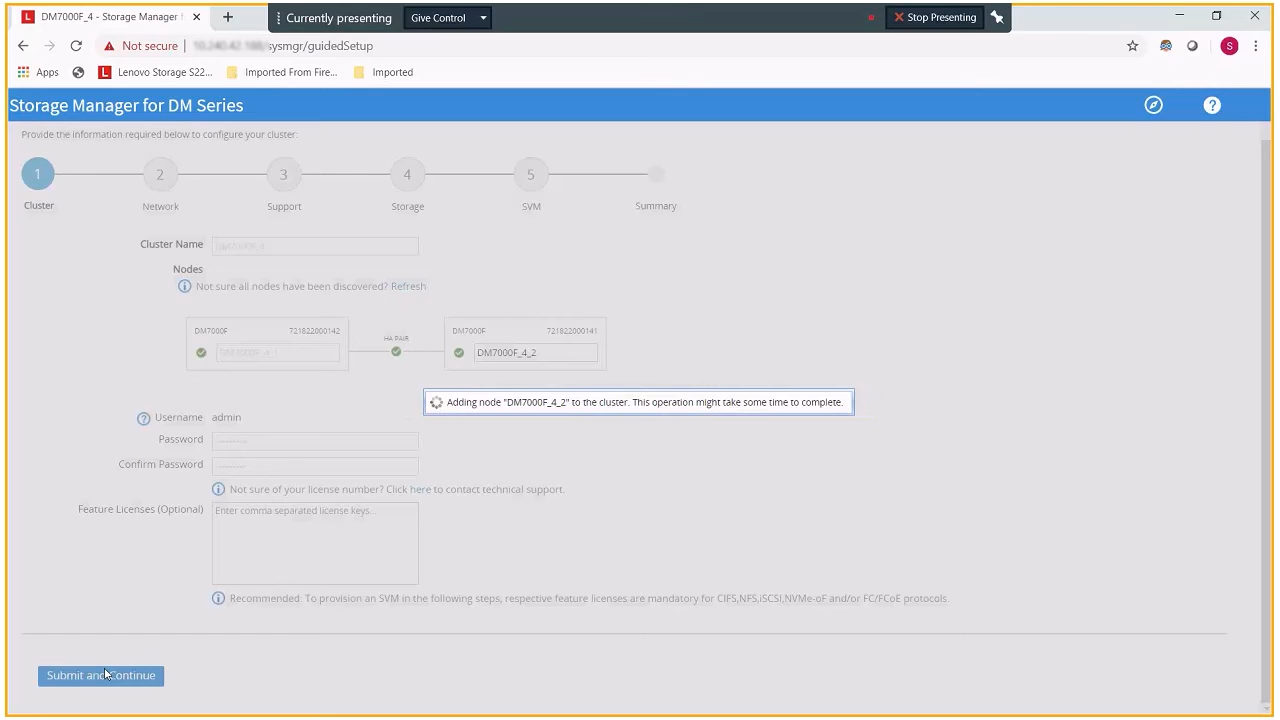 DM7000F_4 - Storage Manager f
Currently presenting
Give Control
Stop Presenting
Not secure
sysmgr/guidedSetup
Apps
Lenovo Storage S22...
Imported From Fire...
Imported
Storage Manager for DM Series
Provide the information required below to configure your cluster:
1
2
3
4
5
Cluster
Network
Support
Storage
SVM
Summary
Cluster Name
DM7000F_4
Nodes
Not sure all nodes have been discovered? Refresh
DM7000F
721822000142
HA PAIR
DM7000F
721822000141
DM7000F_4_2
Adding node "DM7000F_4_2" to the cluster. This operation might take some time to complete.
Username
admin
Password
Confirm Password
Not sure of your license number? Click here to contact technical support.
Feature Licenses (Optional)
Enter comma separated license keys...
Recommended: To provision an SVM in the following steps, respective feature licenses are mandatory for CIFS,NFS,iSCSI,NVMe-oF and/or FC/FCoE protocols.
Submit and Continue